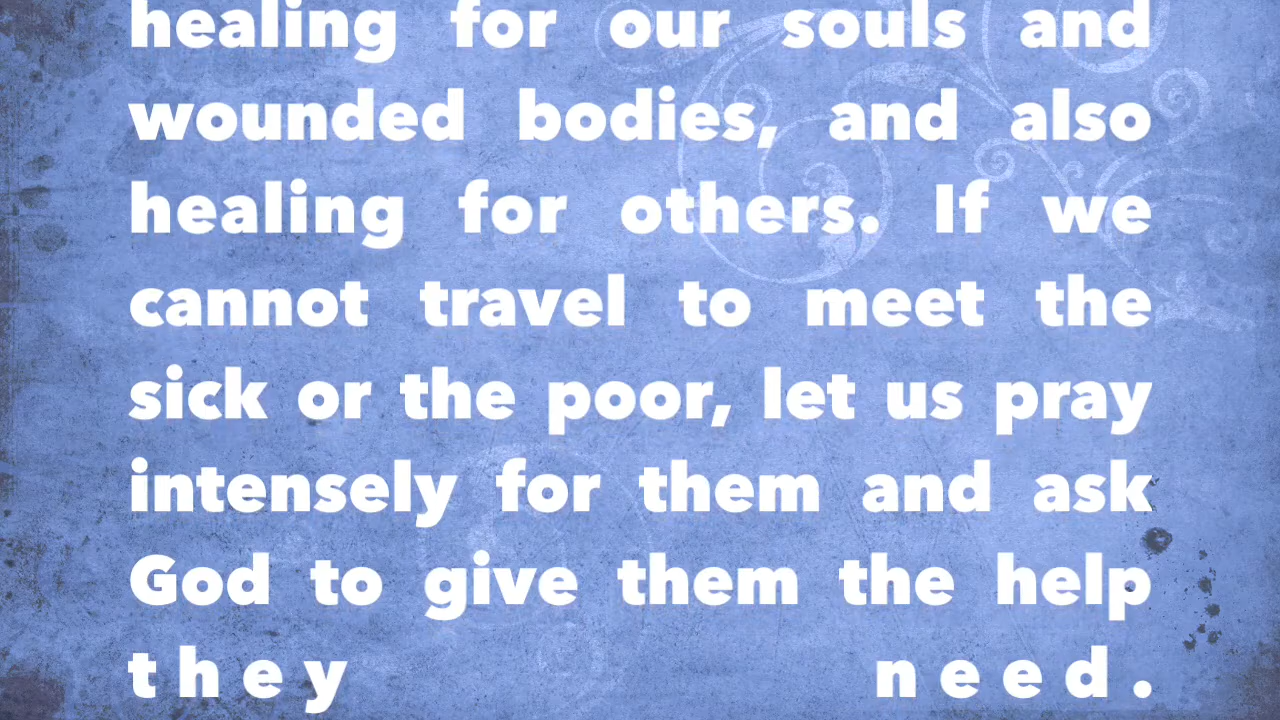 healing for our souls and
wounded bodies, and also
healing for others. If we
cannot travel to meet the
sick or the poor, let us pray
intensely for them and ask
God to give them the help
they need.